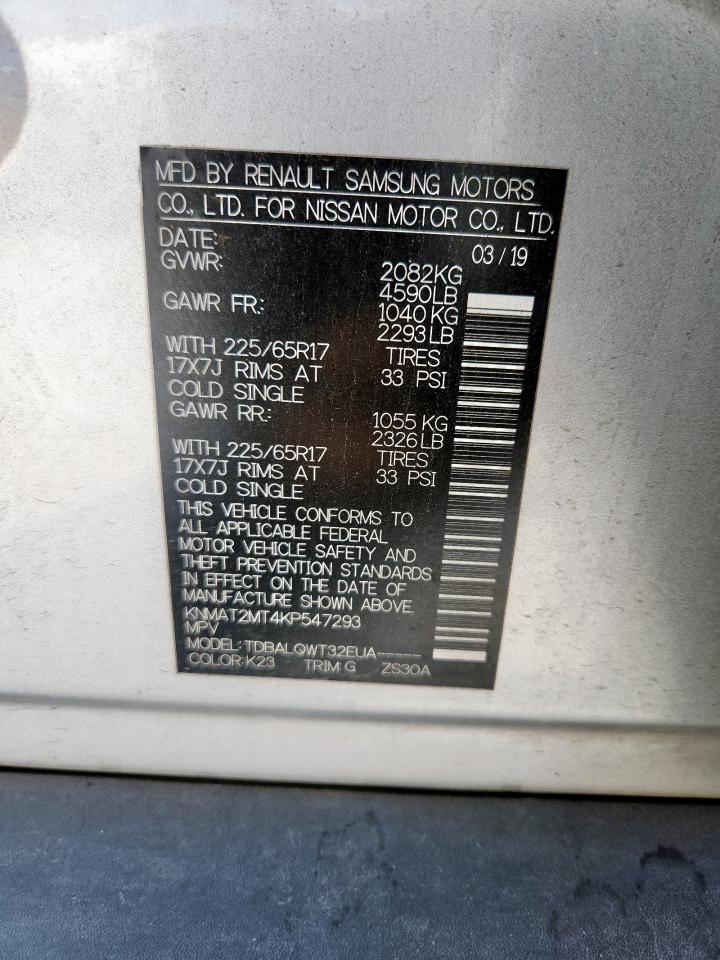 MFD BY RENAULT SAMSUNG MOTORS
CO., LTD. FOR NISSAN MOTOR CO., LTD.
DATE: 03/19
GVWR: 2082KG
4590LB
GAWR FR.: 1040 KG
2293 LB
WITH 225/65R17 TIRES
17X7J RIMS AT 33 PSI
COLD SINGLE
GAWR RR.: 1055 KG
2326 LB
WITH 225/65R17 TIRES
17X7J RIMS AT 33 PSI
COLD SINGLE
THIS VEHICLE CONFORMS TO
ALL APPLICABLE FEDERAL
MOTOR VEHICLE SAFETY AND
THEFT PREVENTION STANDARDS
IN EFFECT ON THE DATE OF
MANUFACTURE SHOWN ABOVE.
KNMAT2MT4KP547293
MPV
MODEL: TDBALQWT32EUA-----
COLOR: K23 TRIM: G ZS30A